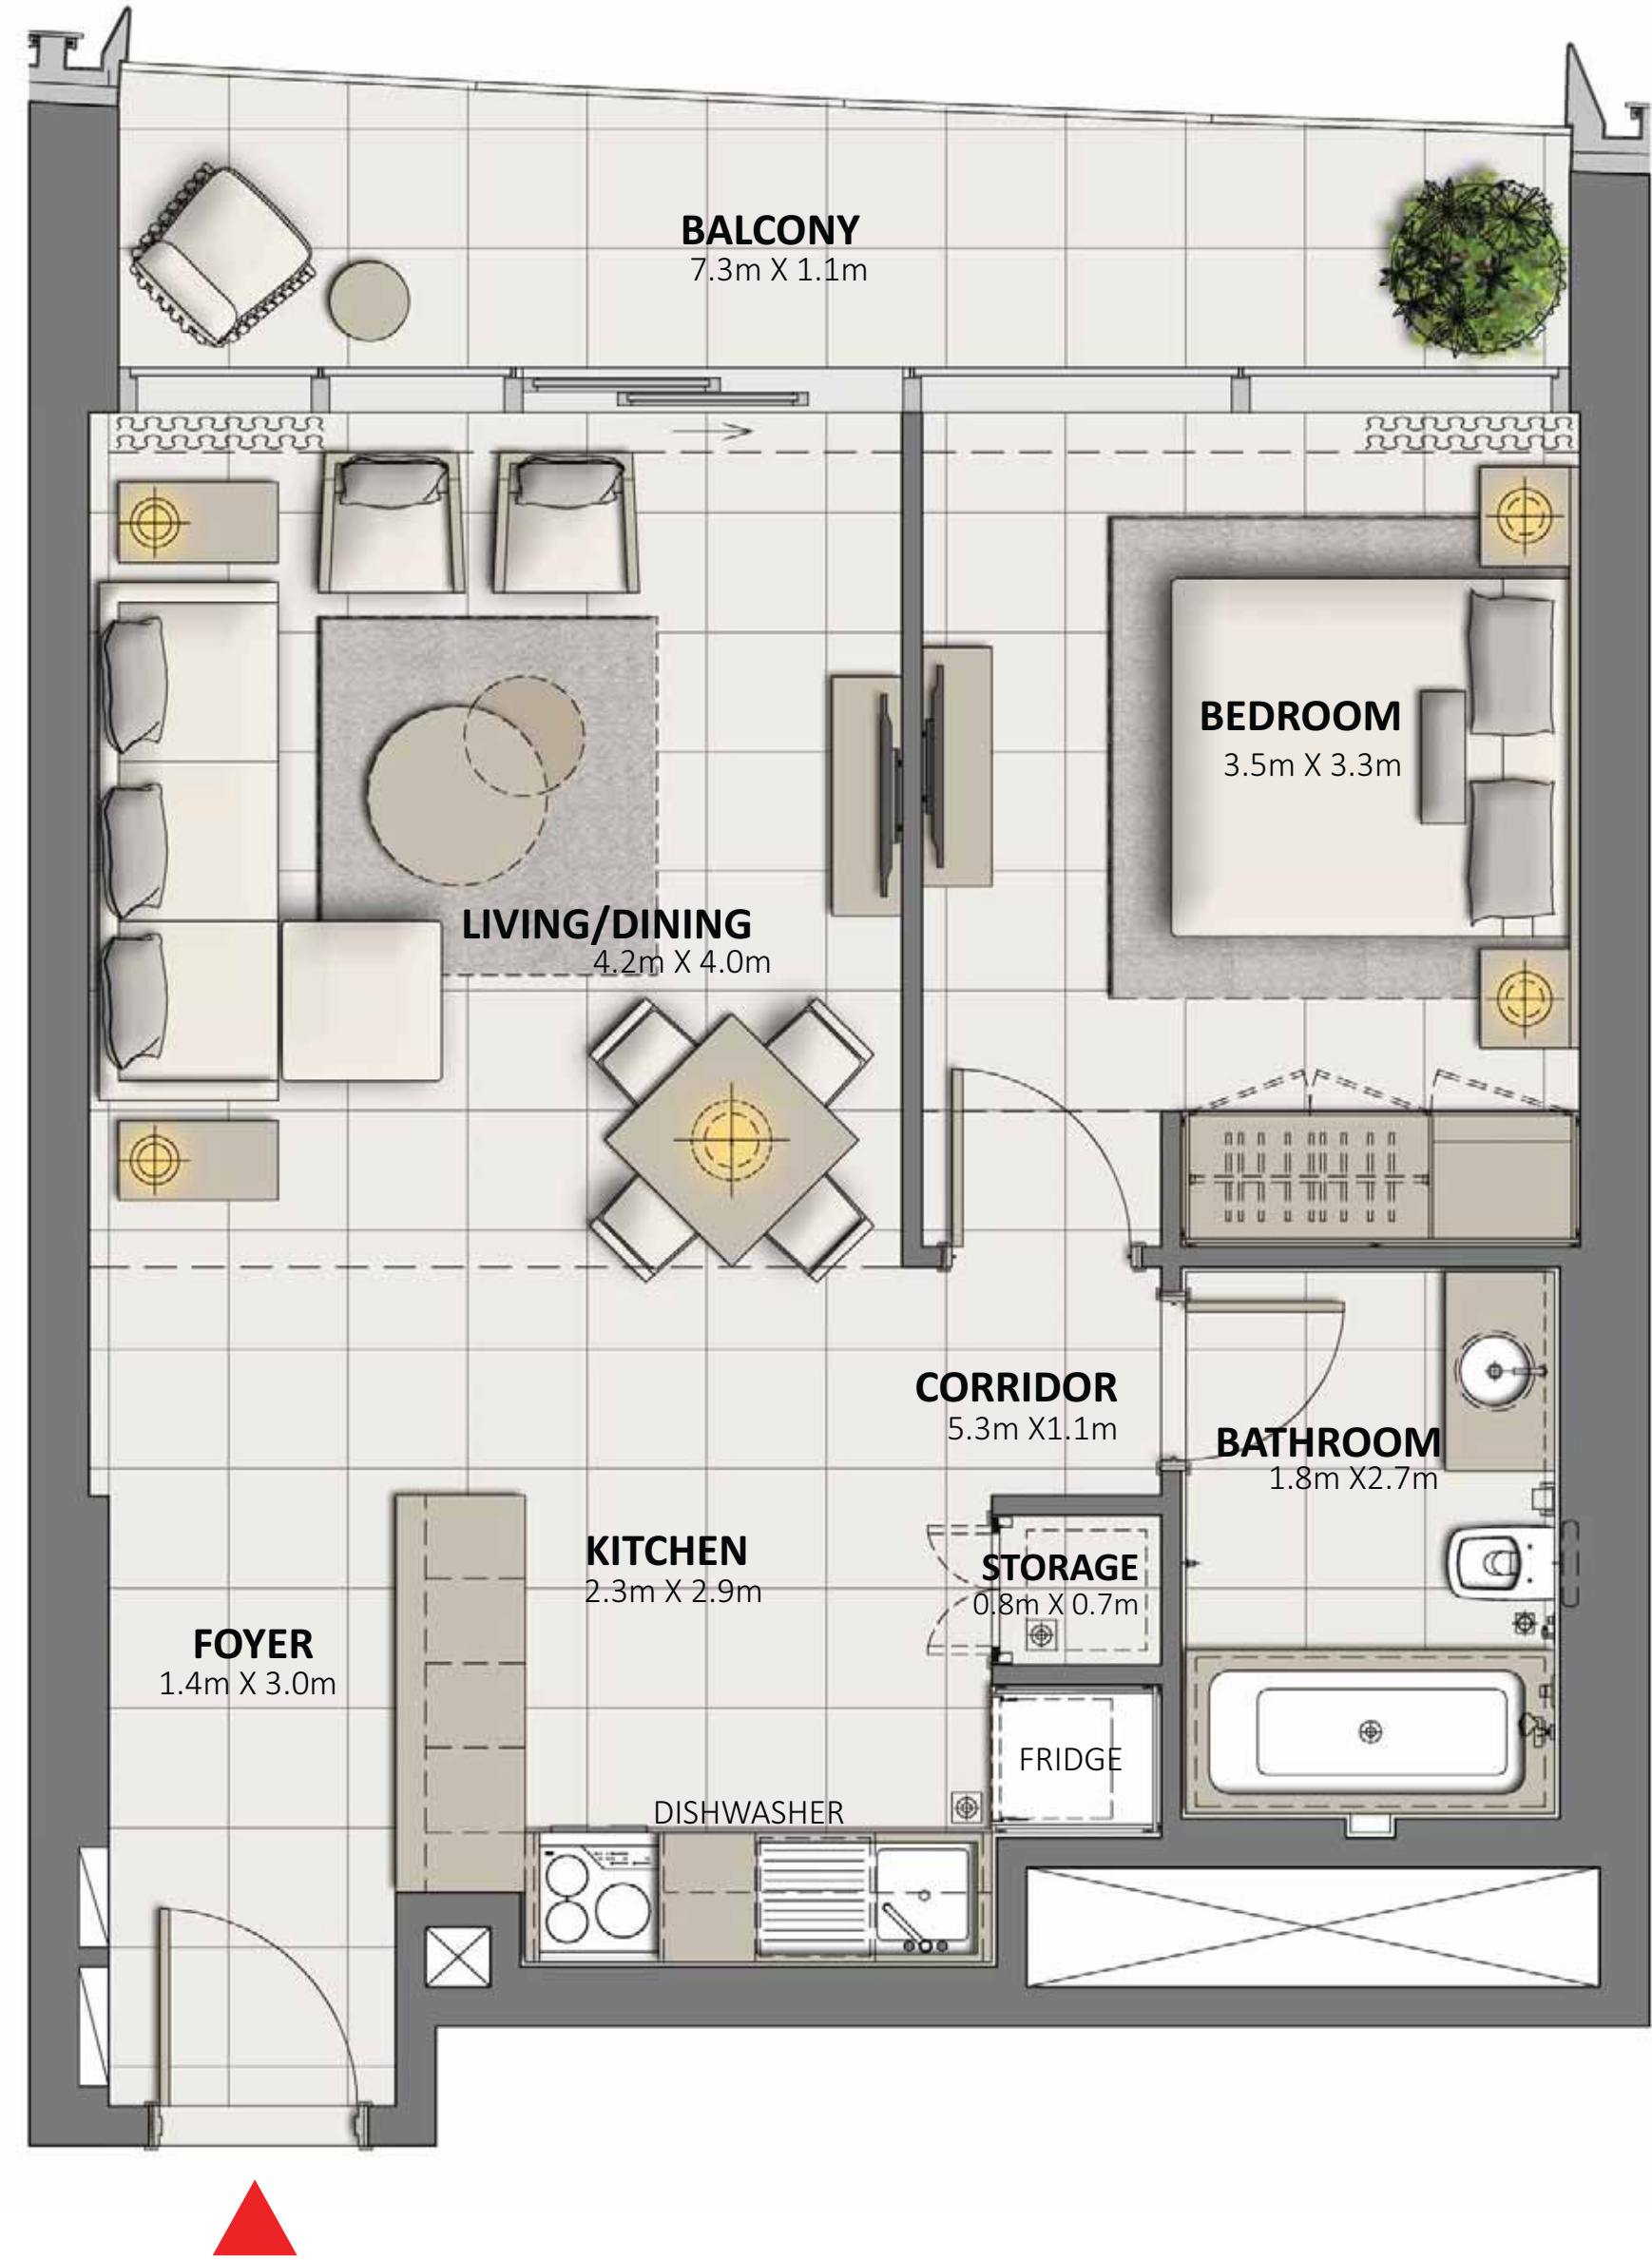 BALCONY
7.3m X 1.1m
BEDROOM
3.5m X 3.3m
LIVING/DINING
4.2m X 4.0m
CORRIDOR
5.3m X1.1m
BATHROOM
1.8m X2.7m
KITCHEN
2.3m X 2.9m
STORAGE
0.8m X 0.7m
FOYER
1.4m X 3.0m
FRIDGE
DISHWASHER